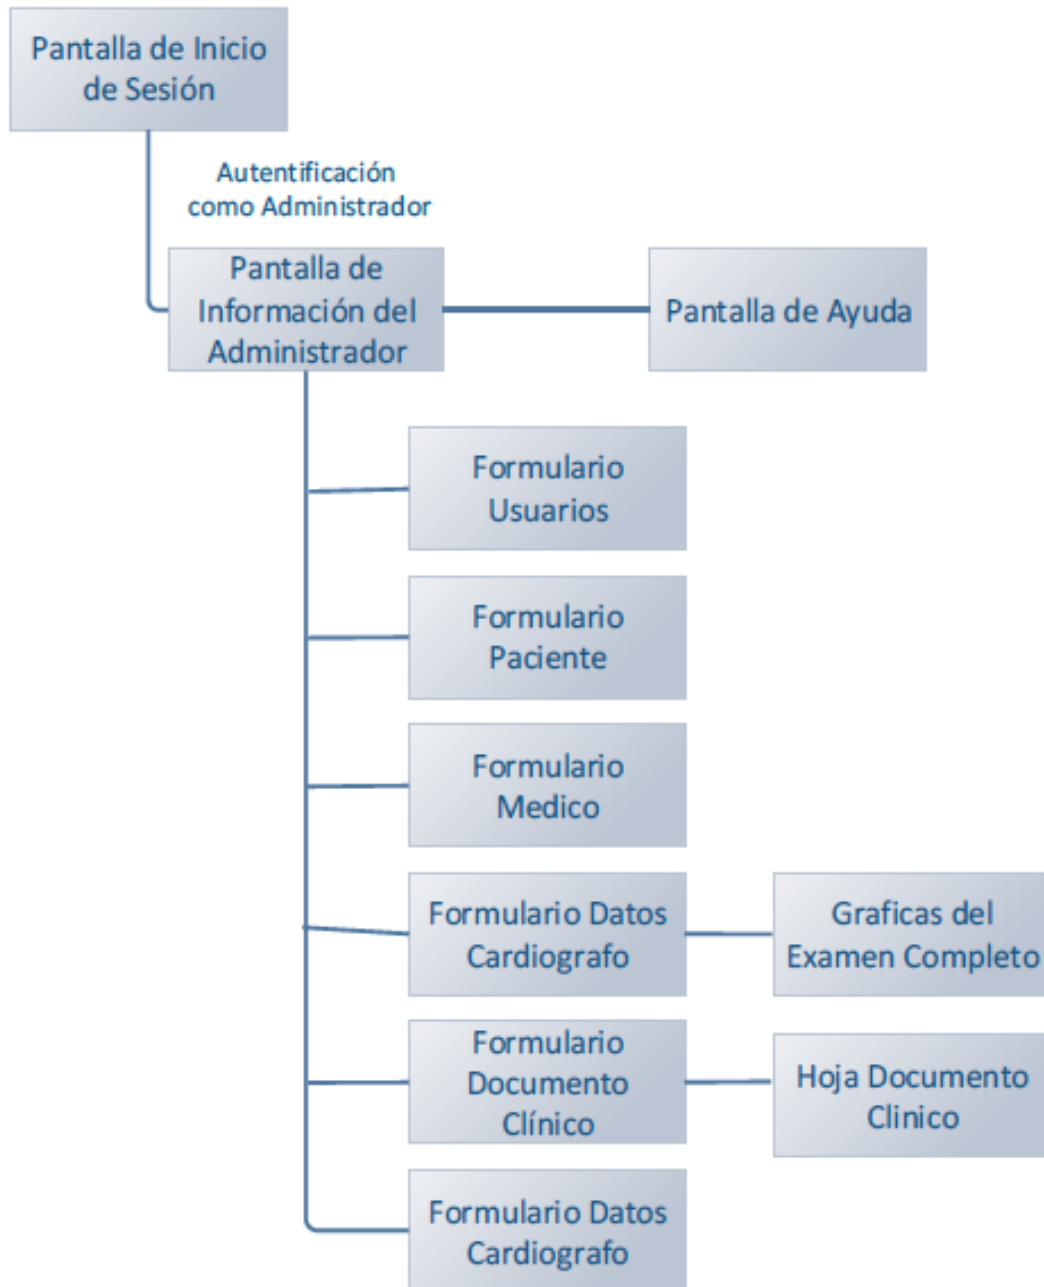 Pantalla de Inicio
de Sesión
Autentificación
como Administrador
Pantalla de
Información del
Administrador
Pantalla de Ayuda
Formulario
Usuarios
Formulario
Paciente
Formulario
Medico
Formulario Datos
Cardiografo
Graficas del
Examen Completo
Formulario
Documento
Clínico
Hoja Documento
Clinico
Formulario Datos
Cardiografo